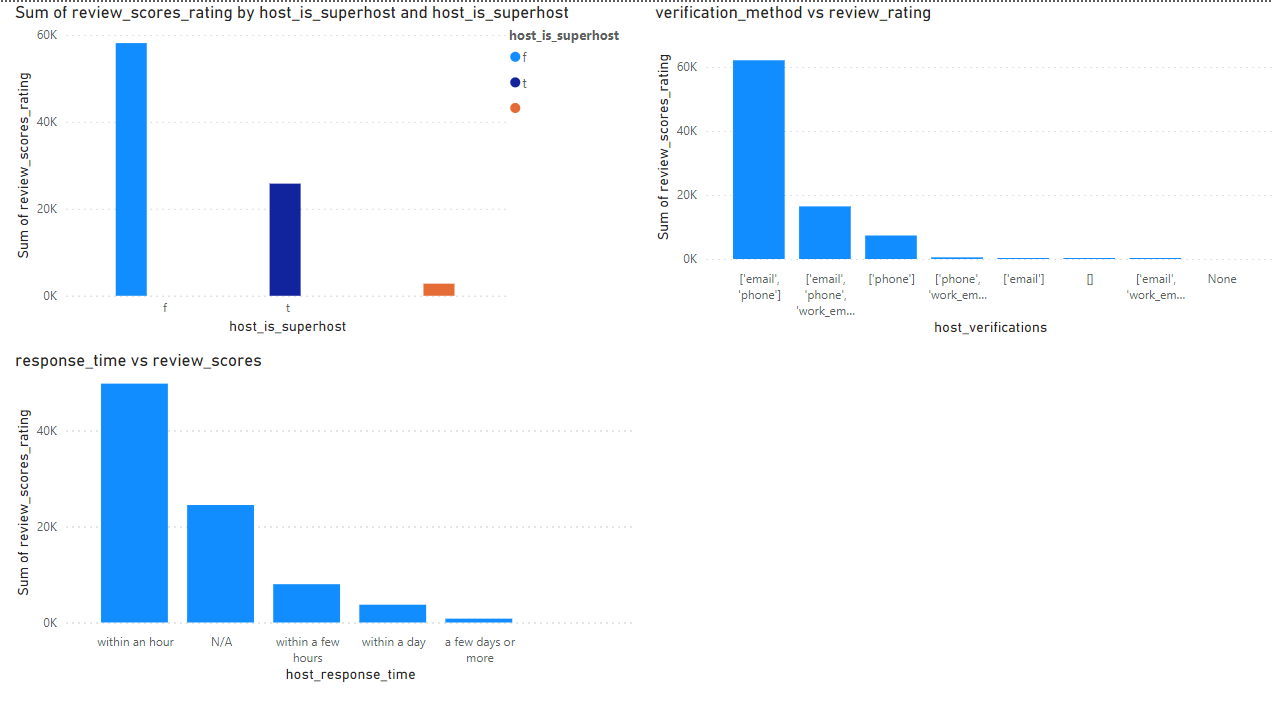 Sum of review_scores_rating by host_is_superhost and host_is_superhost
60K
40K
20K
0K
Sum of review_scores_rating
f
t
host_is_superhost
host_is_superhost
f
t
verification_method vs review_rating
60K
40K
20K
0K
Sum of review_scores_rating
['email',
'phone']
['email',
'phone',
'work_em...
['phone']
['phone',
'work_em...
['email']
[]
['email',
'work_em...
None
host_verifications
response_time vs review_scores
40K
20K
0K
Sum of review_scores_rating
within an hour
N/A
within a few
hours
within a day
a few days or
more
host_response_time